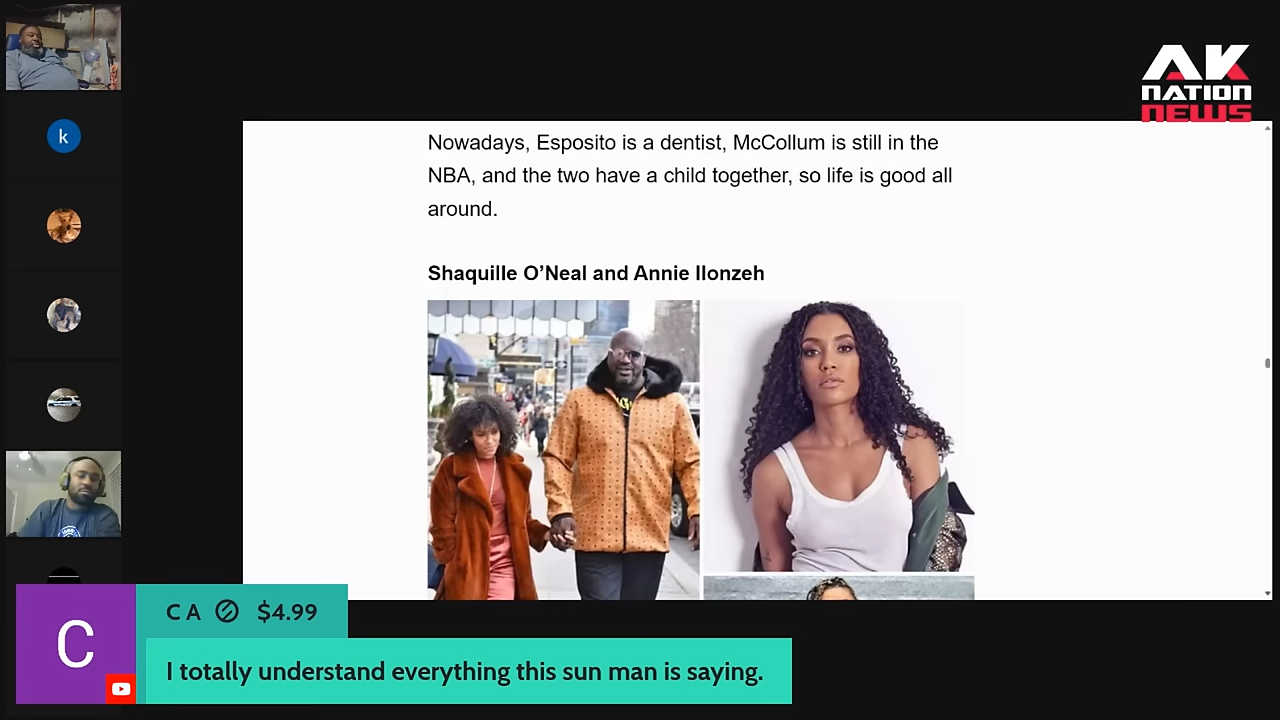 AK
NATION
NEWS
k
Nowadays, Esposito is a dentist, McCollum is still in the
NBA, and the two have a child together, so life is good all
around.
Shaquille O’Neal and Annie Ilonzeh
C
C A $4.99
I totally understand everything this sun man is saying.